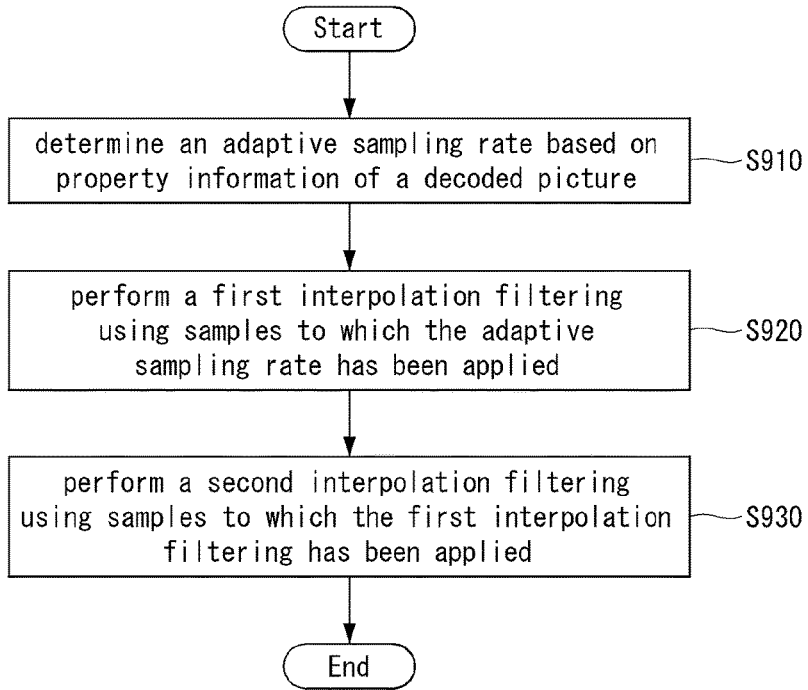 Start
determine an adaptive sampling rate based on
property information of a decoded picture
S910
perform a first interpolation filtering
using samples to which the adaptive
sampling rate has been applied
S920
perform a second interpolation filtering
using samples to which the first interpolation
filtering has been applied
S930
End